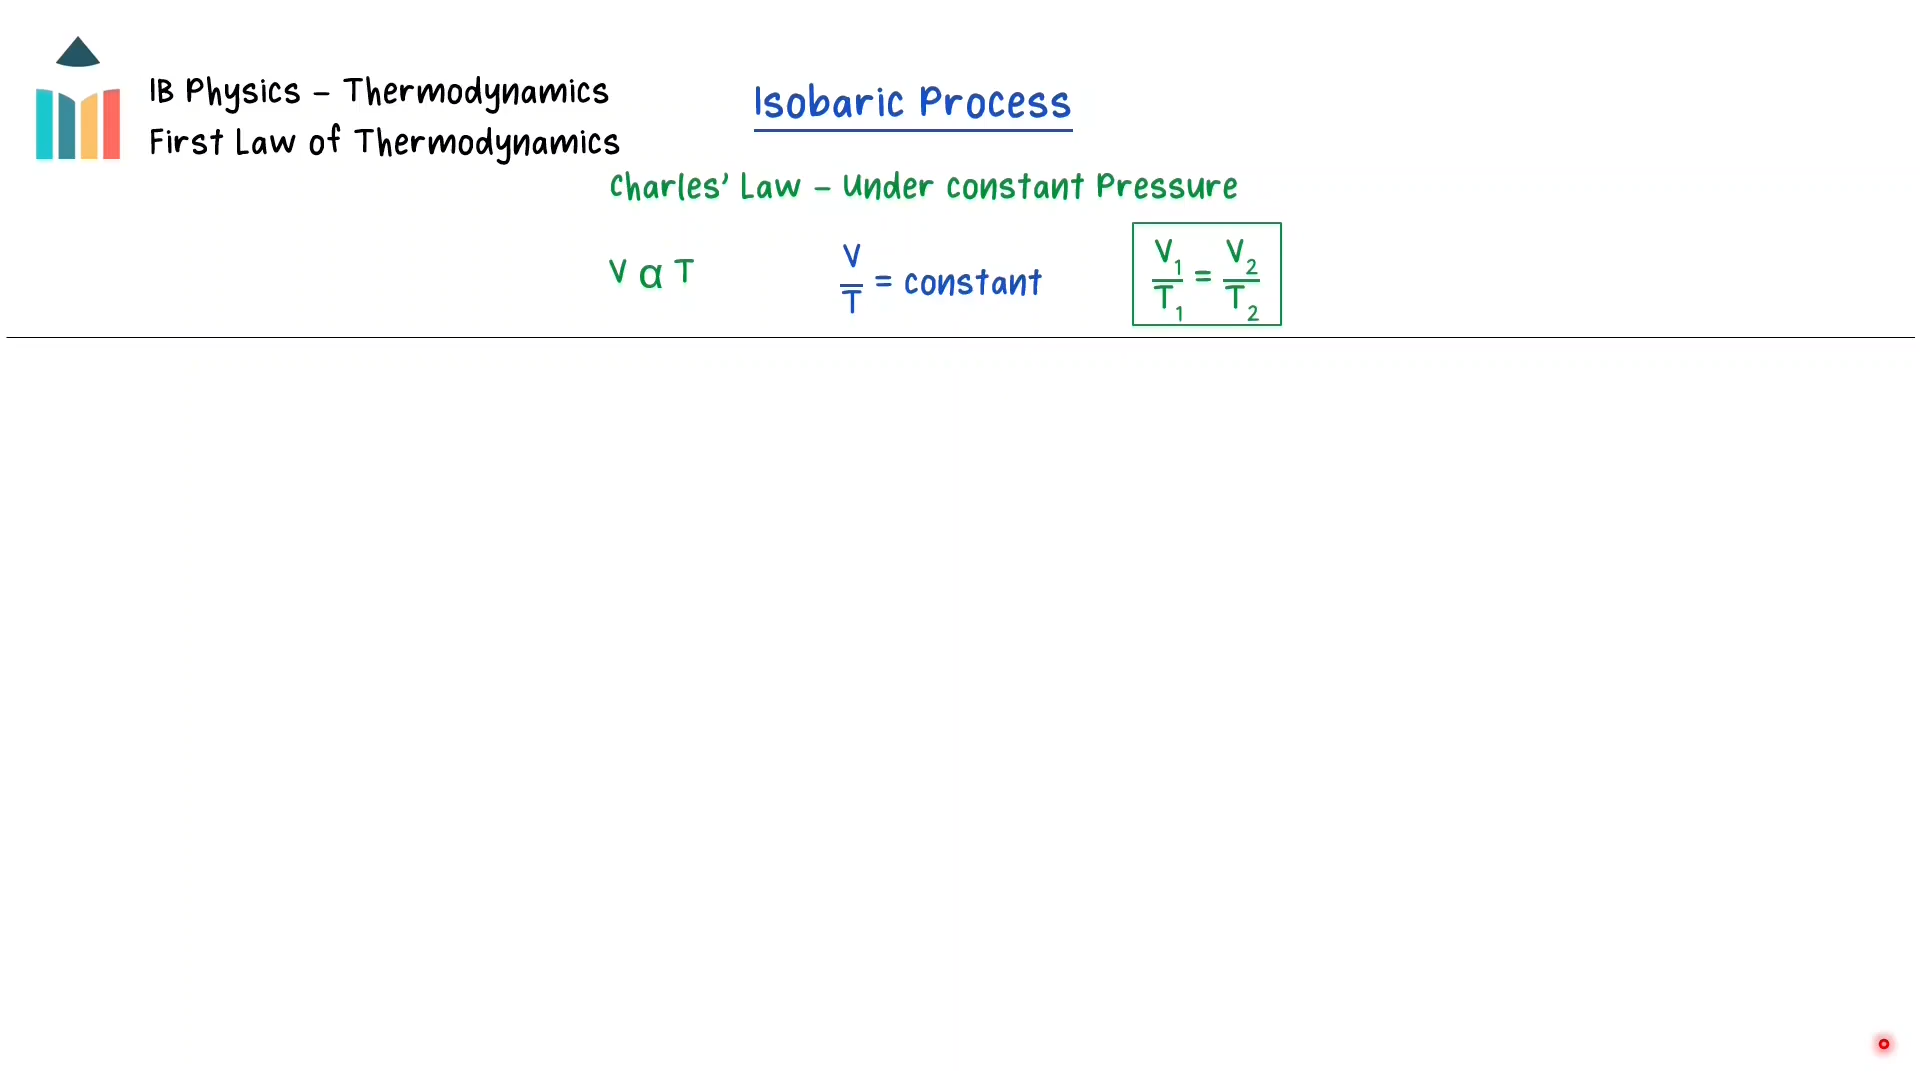 IB Physics – Thermodynamics
First Law of Thermodynamics
Isobaric Process
Charles’ Law – Under constant Pressure
V α T
V/T = constant
V₁/T₁ = V₂/T₂